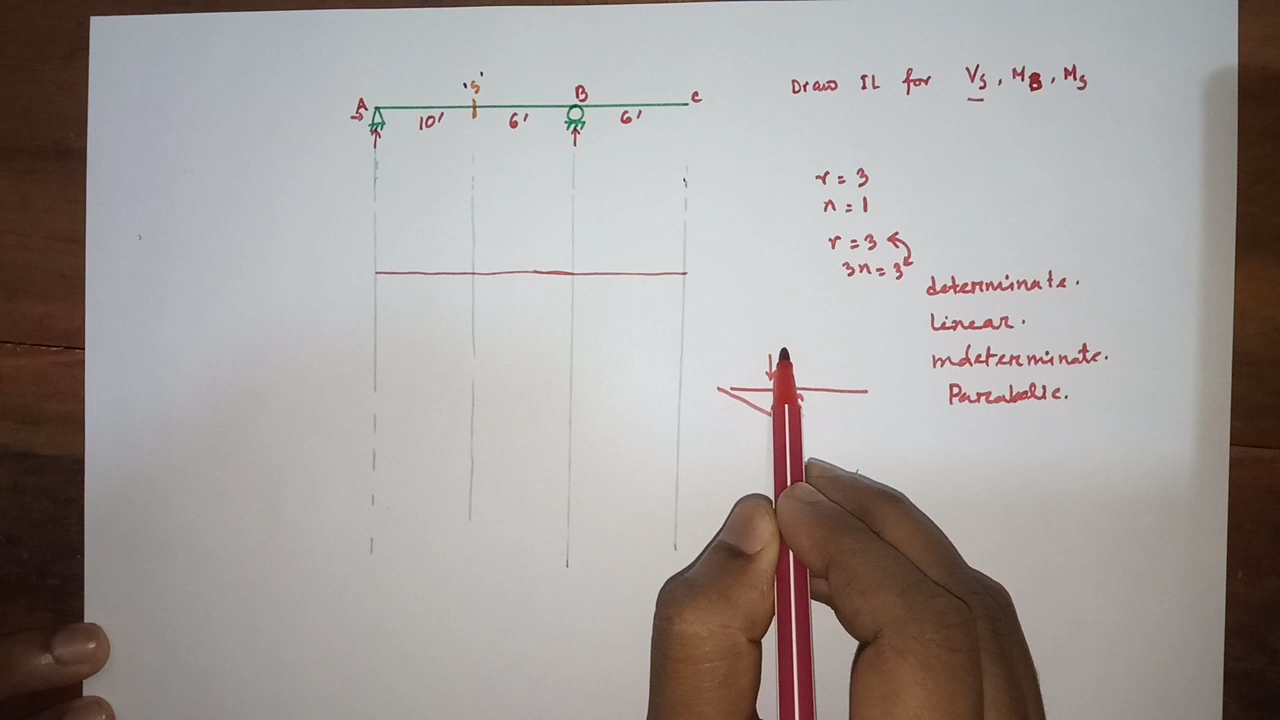 'S'
A B C
10' 6' 6'
Draw IL for VS, MB, MS
r = 3
n = 1
r = 3
3n = 3
determinate.
Linear.
indeterminate.
Parabolic.